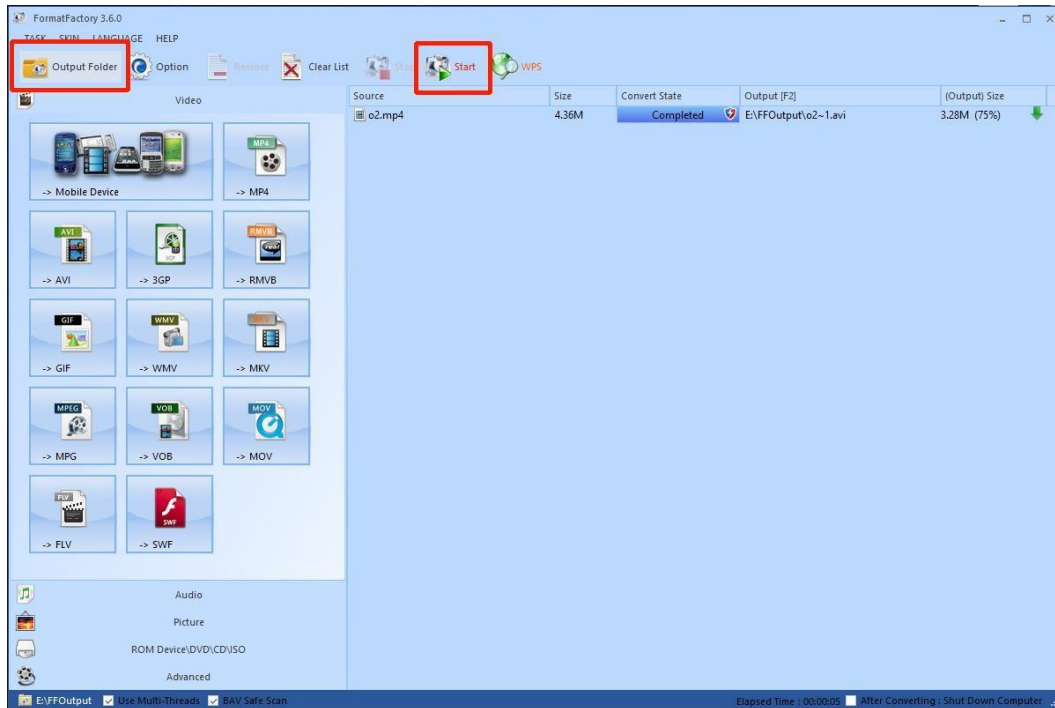 FormatFactory 3.6.0
TASK SKIN LANGUAGE HELP
Output Folder Option Remove Clear List Stop Start WPS
Video
Source Size Convert State Output [F2] (Output) Size
o2.mp4 4.36M Completed E:\FFOutput\o2~1.avi 3.28M (75%)
MP4
-> Mobile Device -> MP4
AVI RMVB
-> AVI -> 3GP -> RMVB
GIF WMV
-> GIF -> WMV -> MKV
MPEG VOB MOV
-> MPG -> VOB -> MOV
FLV SWF
-> FLV -> SWF
Audio
Picture
ROM Device\DVD\CD\ISO
Advanced
E:\FFOutput Use Multi-Threads BAV Safe Scan Elapsed Time : 00:00:05 After Converting : Shut Down Computer